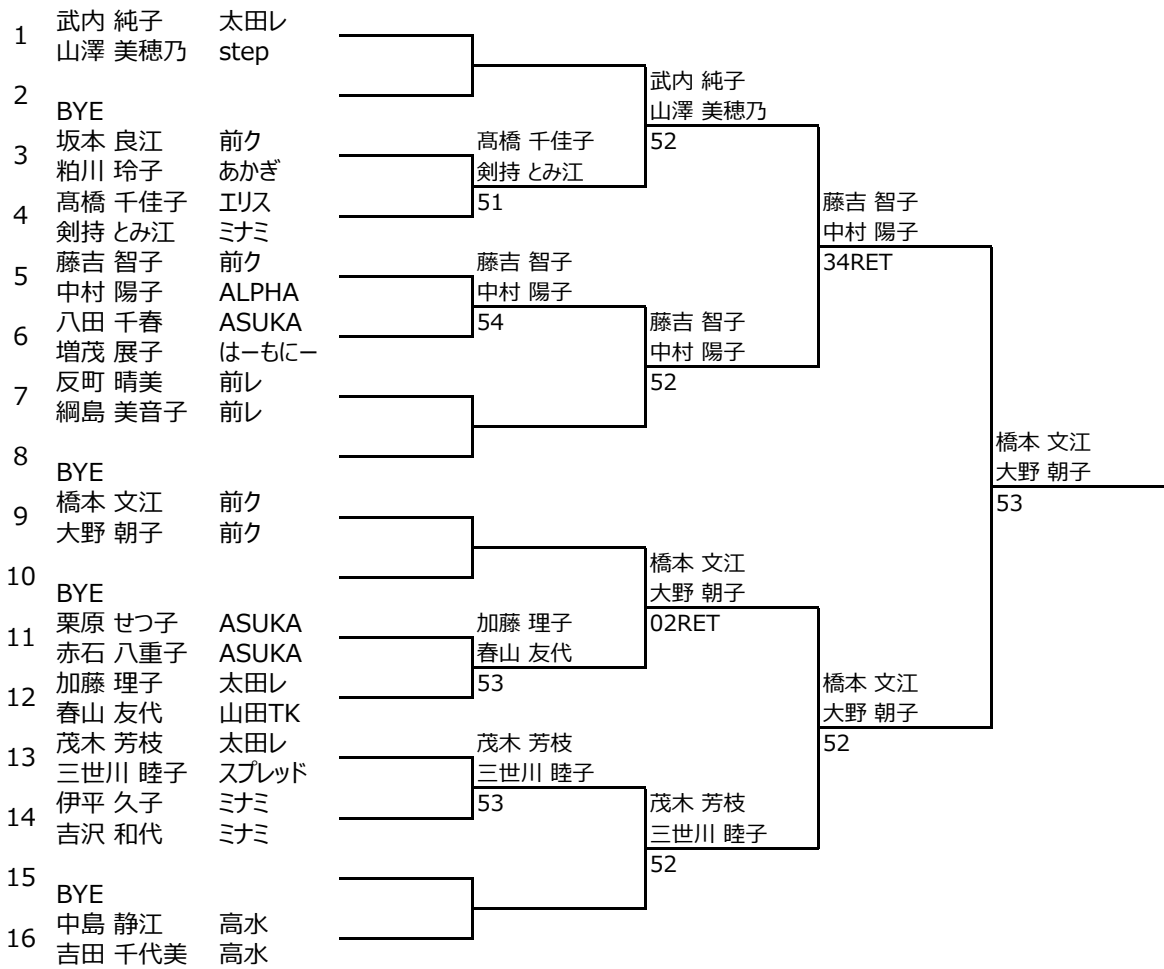 1
武内 純子 太田レ
山澤 美穂乃 step
2
BYE
3
坂本 良江 前ク
粕川 玲子 あかぎ
4
髙橋 千佳子 エリス
剣持 とみ江 ミナミ
5
藤吉 智子 前ク
中村 陽子 ALPHA
6
八田 千春 ASUKA
増茂 展子 はーもにー
7
反町 晴美 前レ
綱島 美音子 前レ
8
BYE
9
橋本 文江 前ク
大野 朝子 前ク
10
BYE
11
栗原 せつ子 ASUKA
赤石 八重子 ASUKA
12
加藤 理子 太田レ
春山 友代 山田TK
13
茂木 芳枝 太田レ
三世川 睦子 スプレッド
14
伊平 久子 ミナミ
吉沢 和代 ミナミ
15
BYE
16
中島 静江 高水
吉田 千代美 高水
髙橋 千佳子
剣持 とみ江
51
藤吉 智子
中村 陽子
54
加藤 理子
春山 友代
53
茂木 芳枝
三世川 睦子
53
武内 純子
山澤 美穂乃
52
藤吉 智子
中村 陽子
52
橋本 文江
大野 朝子
02RET
茂木 芳枝
三世川 睦子
52
藤吉 智子
中村 陽子
34RET
橋本 文江
大野 朝子
52
橋本 文江
大野 朝子
53